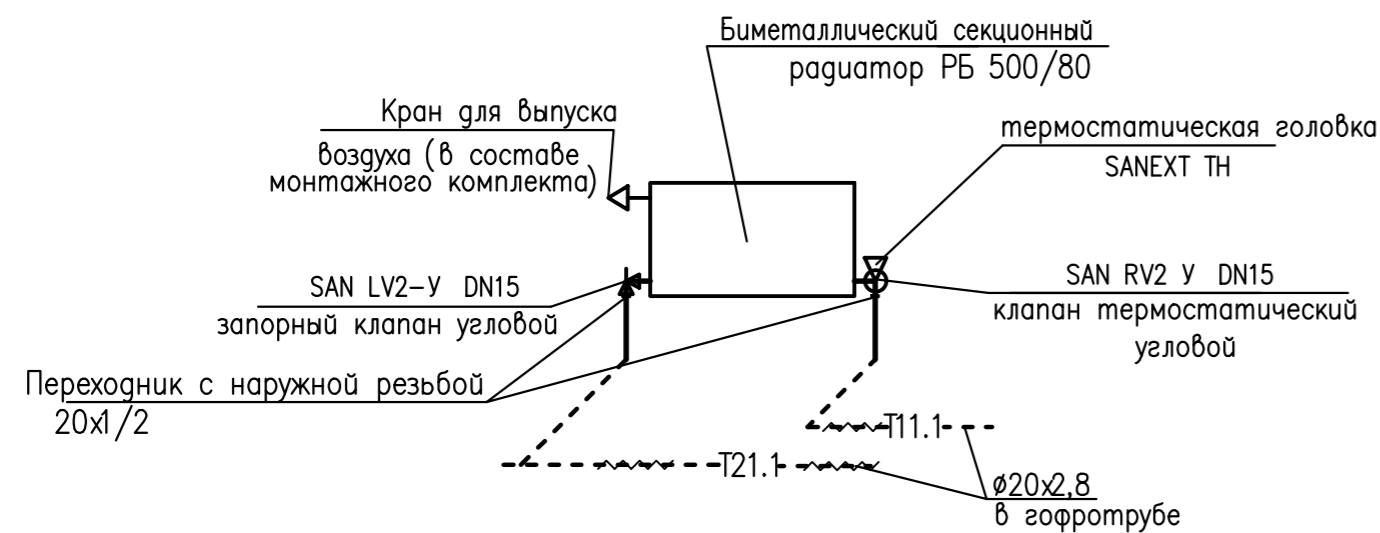 Биметаллический секционный
радиатор РБ 500/80
Кран для выпуска
воздуха (в составе
монтажного комплекта)
термостатическая головка
SANEXT TH
SAN LV2-У DN15
запорный клапан угловой
SAN RV2 У DN15
клапан термостатический
угловой
Переходник с наружной резьбой
20х1/2
Т11.1
Т21.1
ø20х2,8
в гофротрубе